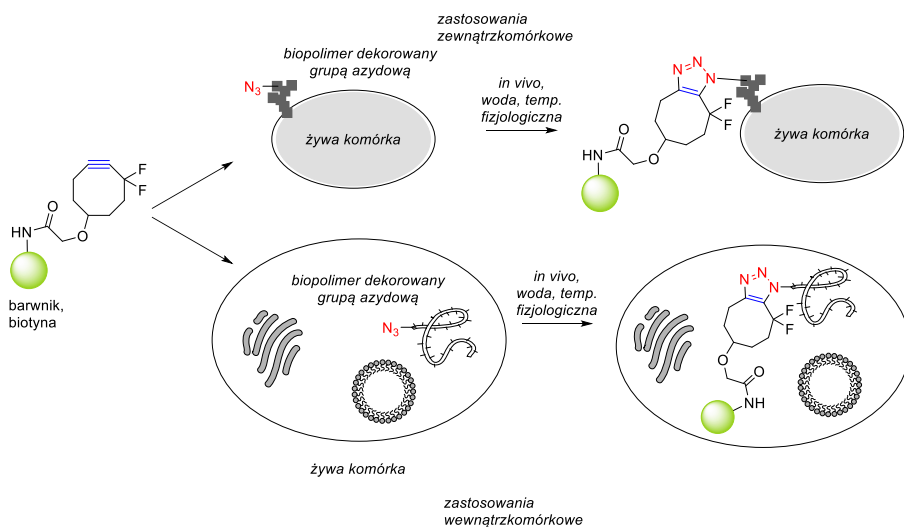 zastosowania
zewnątrzkomórkowe
biopolimer dekorowany
grupą azydową
N3
żywa komórka
in vivo,
woda, temp.
fizjologiczna
N
N
N
F
F
O
HN
O
żywa komórka
F
F
O
HN
O
barwnik,
biotyna
biopolimer dekorowany
grupą azydową
N3
in vivo,
woda, temp.
fizjologiczna
N
N
N
F
F
O
O
NH
żywa komórka
zastosowania
wewnątrzkomórkowe